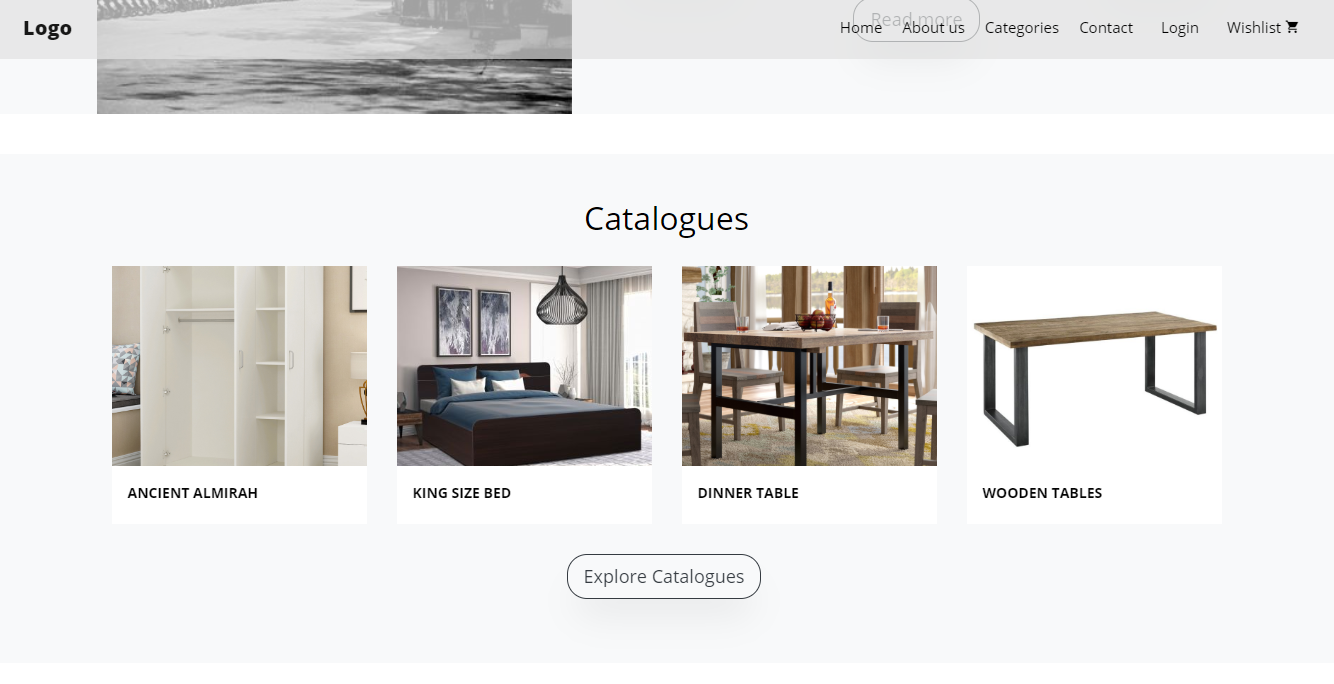 Logo
Read more
Home About us Categories Contact Login Wishlist
Catalogues
ANCIENT ALMIRAH
KING SIZE BED
DINNER TABLE
WOODEN TABLES
Explore Catalogues